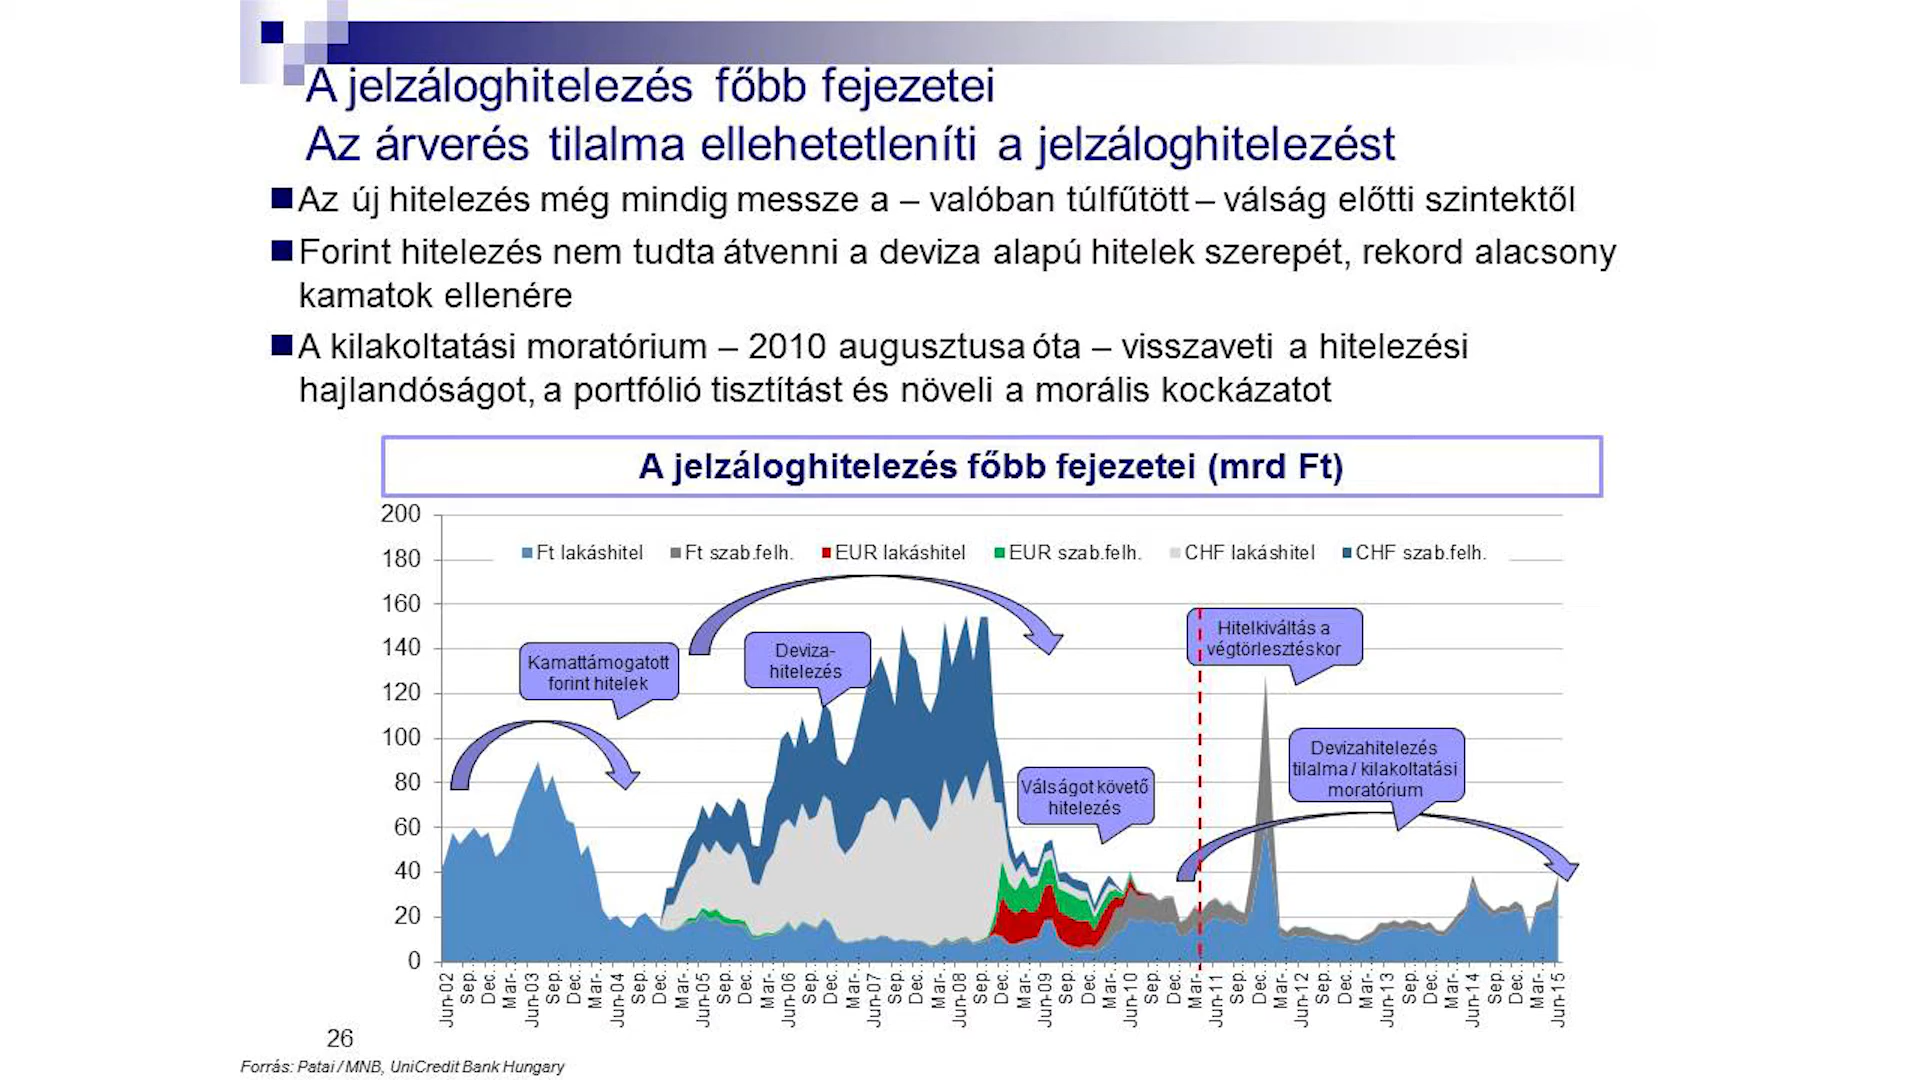 A jelzáloghitelezés főbb fejezetei
Az árverés tilalma ellehetetleníti a jelzáloghitelezést
Az új hitelezés még mindig messze a – valóban túlfűtött – válság előtti szintektől
Forint hitelezés nem tudta átvenni a deviza alapú hitelek szerepét, rekord alacsony
kamatok ellenére
A kilakoltatási moratórium – 2010 augusztusa óta – visszaveti a hitelezési
hajlandóságot, a portfólió tisztítást és növeli a morális kockázatot
A jelzáloghitelezés főbb fejezetei (mrd Ft)
200
180
160
140
120
100
80
60
40
20
0
Ft lakáshitel Ft szab.felh. EUR lakáshitel EUR szab.felh. CHF lakáshitel CHF szab.felh.
Kamattámogatott
forint hitelek
Deviza-
hitelezés
Válságot követő
hitelezés
Hitelkiváltás a
végtörlesztéskor
Devizahitelezés
tilalma / kilakoltatási
moratórium
Jun-02 Sep.. Dec.. Mar-.. Jun-03 Sep.. Dec.. Mar-.. Jun-04 Sep.. Dec.. Mar-.. Jun-05 Sep.. Dec.. Mar-.. Jun-06 Sep.. Dec.. Mar-.. Jun-07 Sep.. Dec.. Mar-.. Jun-08 Sep.. Dec.. Mar-.. Jun-09 Sep.. Dec.. Mar-.. Jun-10 Sep.. Dec.. Mar-.. Jun-11 Sep.. Dec.. Mar-.. Jun-12 Sep.. Dec.. Mar-.. Jun-13 Sep.. Dec.. Mar-.. Jun-14 Sep.. Dec.. Mar-.. Jun-15
26
Forrás: Patai / MNB, UniCredit Bank Hungary